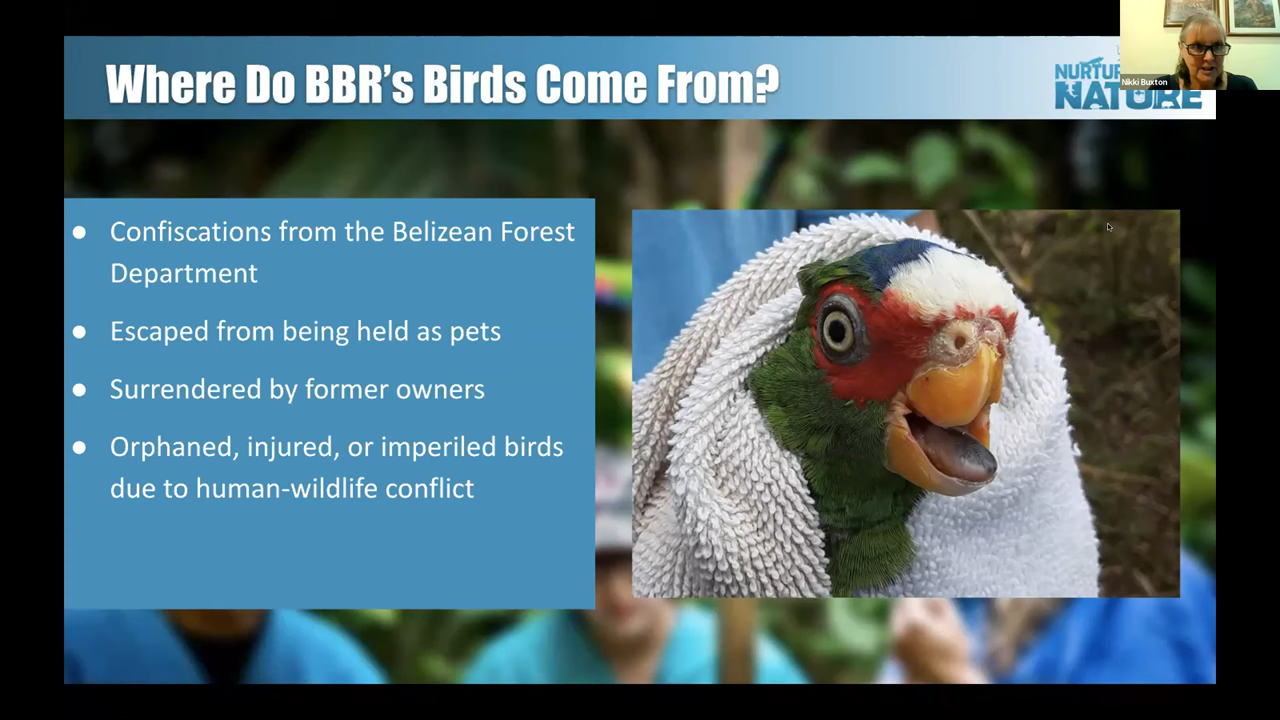 Where Do BBR's Birds Come From?
NATURE
Nikki Buxton
● Confiscations from the Belizean Forest
Department
● Escaped from being held as pets
● Surrendered by former owners
● Orphaned, injured, or imperiled birds
due to human-wildlife conflict